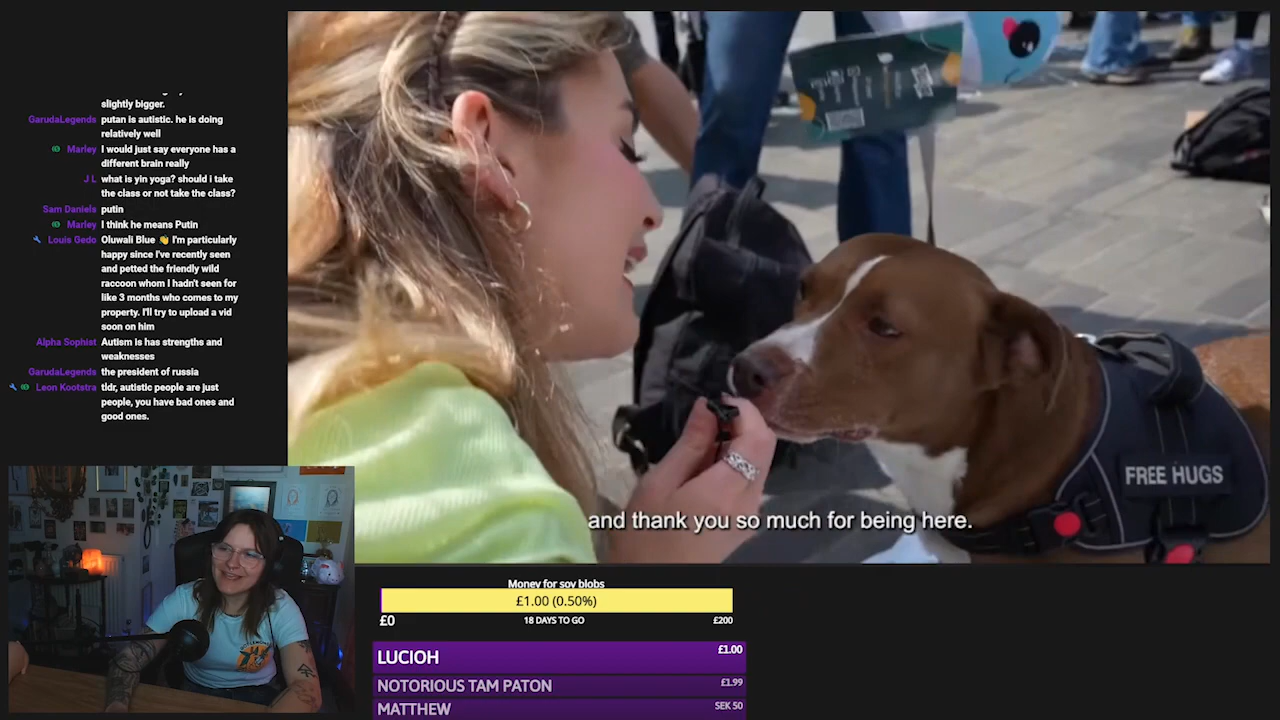 slightly bigger.
GarudaLegends putan is autistic. he is doing
relatively well
Marley I would just say everyone has a
different brain really
J L what is yin yoga? should i take
the class or not take the class?
Sam Daniels putin
Marley I think he means Putin
Louis Gedo Oluwali Blue 👋 I'm particularly
happy since I've recently seen
and petted the friendly wild
raccoon whom I hadn't seen for
like 3 months who comes to my
property. I'll try to upload a vid
soon on him
Alpha Sophist Autism is has strengths and
weaknesses
GarudaLegends the president of russia
Leon Kootstra tldr, autistic people are just
people, you have bad ones and
good ones.
FREE HUGS
and thank you so much for being here.
Money for soy blobs
£1.00 (0.50%)
£0 18 DAYS TO GO £200
LUCIOH £1.00
NOTORIOUS TAM PATON £1.99
MATTHEW SEK 50